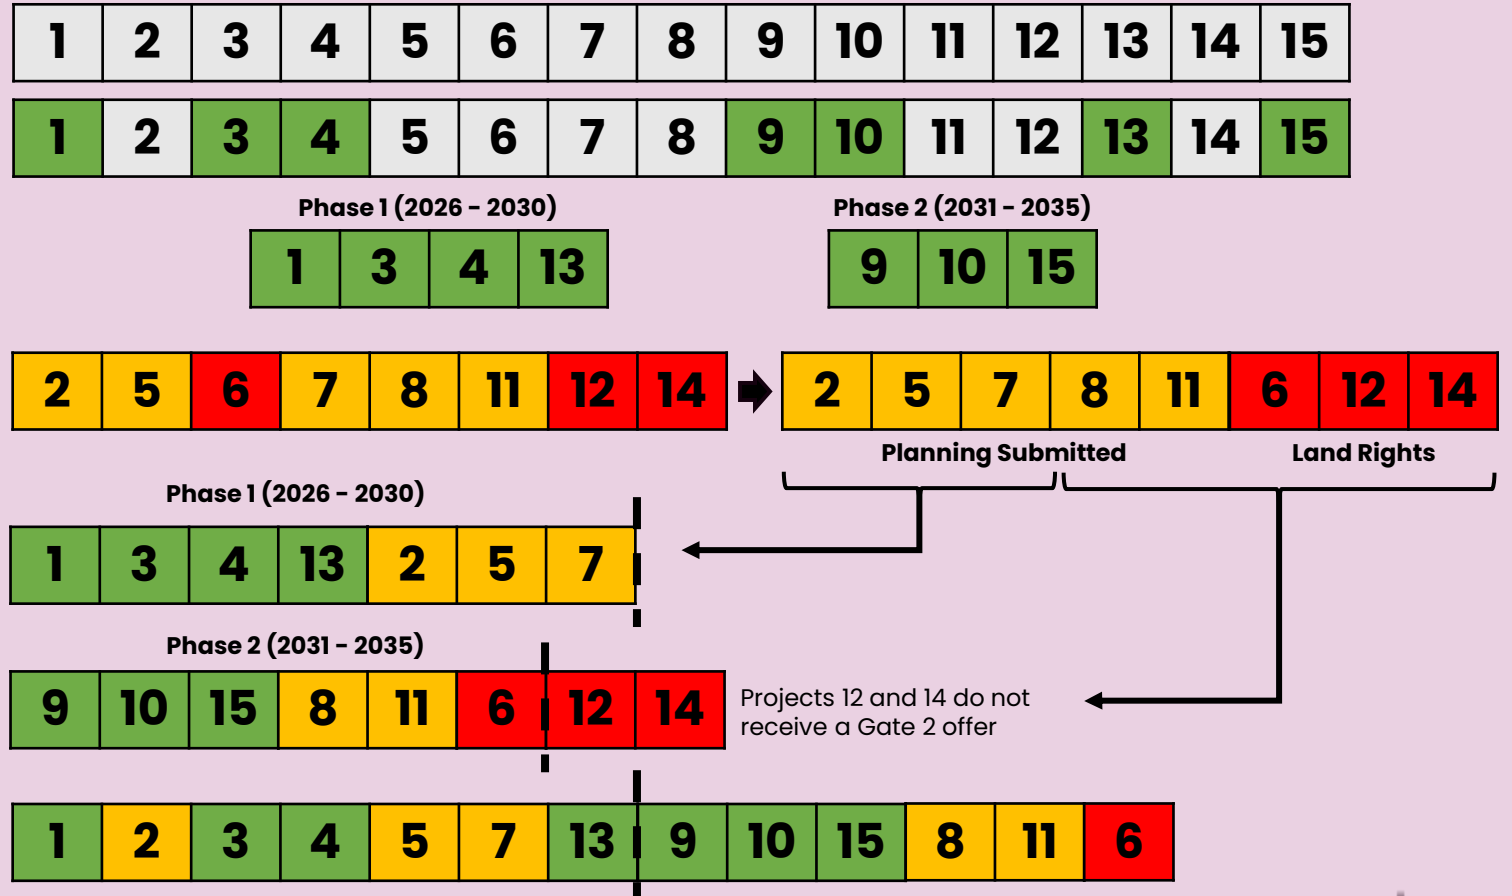 1 2 3 4 5 6 7 8 9 10 11 12 13 14 15
1 2 3 4 5 6 7 8 9 10 11 12 13 14 15
Phase 1 (2026 - 2030)
1 3 4 13
Phase 2 (2031 - 2035)
9 10 15
2 5 6 7 8 11 12 14
2 5 7 8 11 6 12 14
Planning Submitted
Land Rights
Phase 1 (2026 - 2030)
1 3 4 13 2 5 7
Phase 2 (2031 - 2035)
9 10 15 8 11 6 12 14
Projects 12 and 14 do not
receive a Gate 2 offer
1 2 3 4 5 7 13 9 10 15 8 11 6